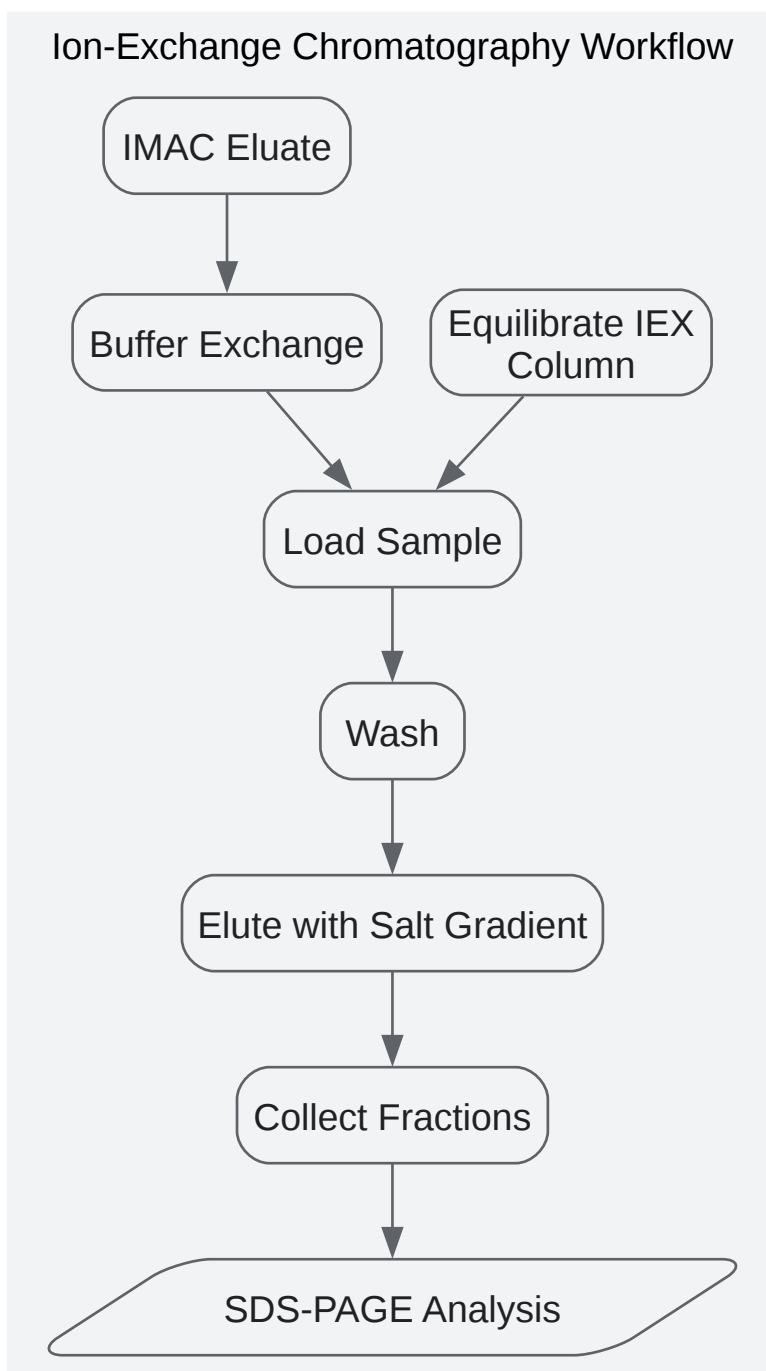 Ion-Exchange Chromatography Workflow
IMAC Eluate
Buffer Exchange
Equilibrate IEX
Column
Load Sample
Wash
Elute with Salt Gradient
Collect Fractions
SDS-PAGE Analysis